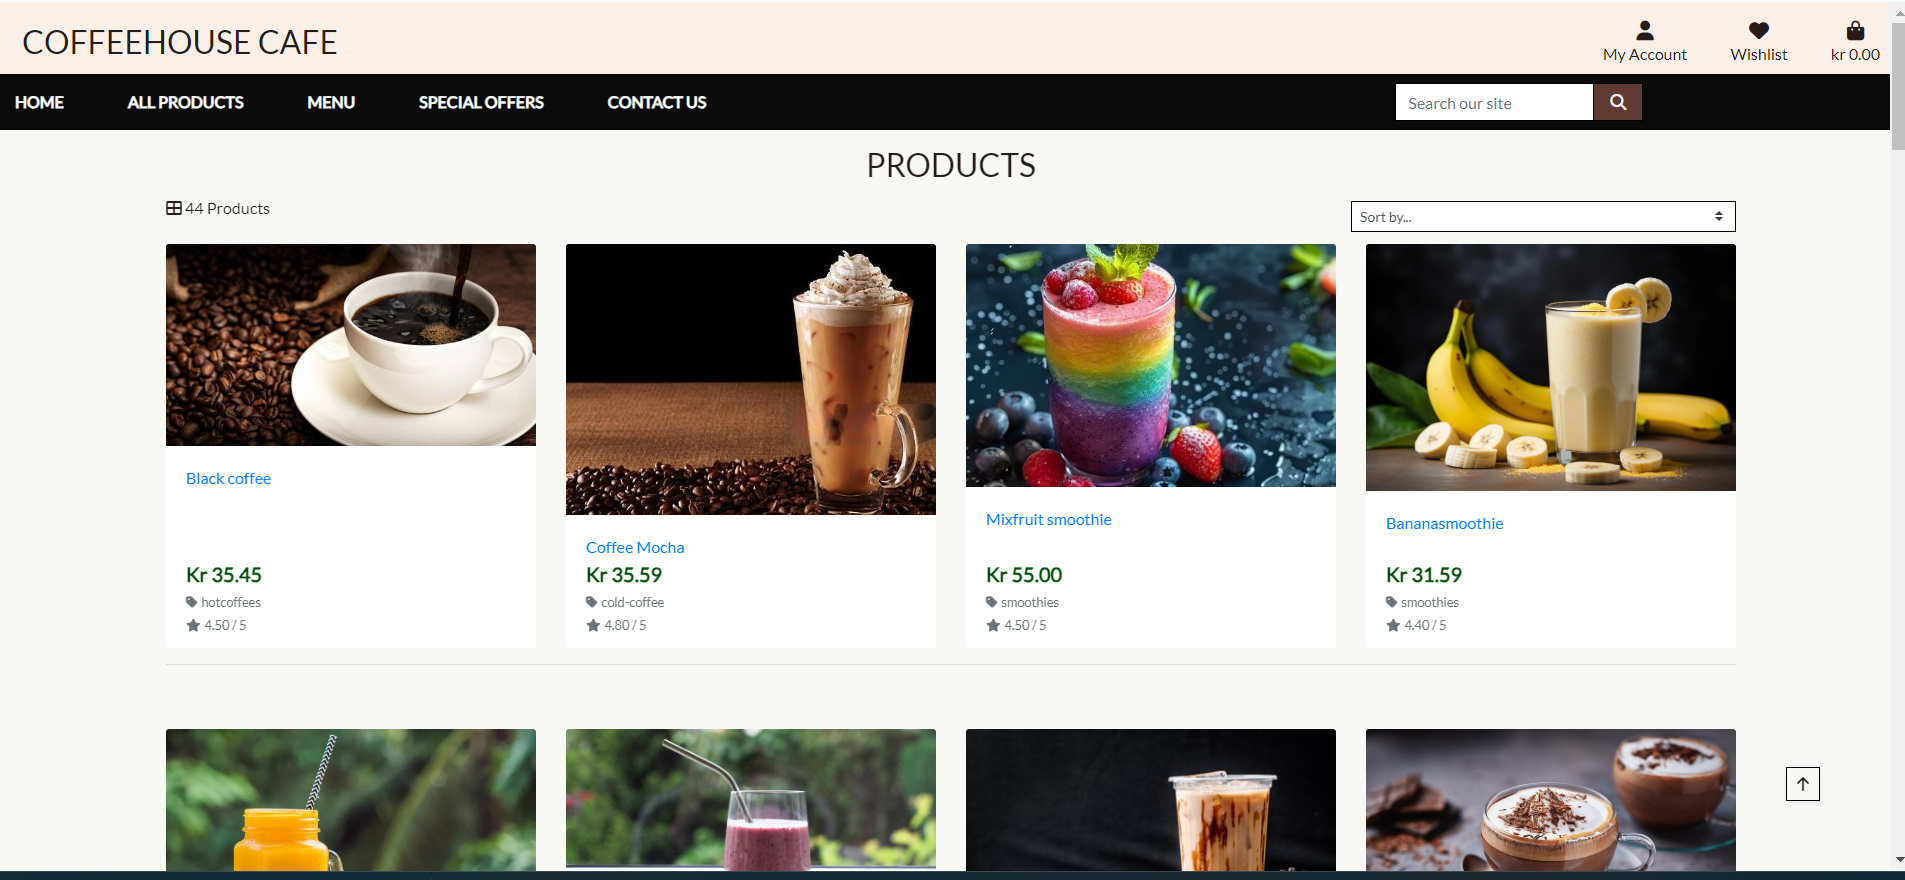 COFFEEHOUSE CAFE
My Account
Wishlist
kr 0.00
HOME
ALL PRODUCTS
MENU
SPECIAL OFFERS
CONTACT US
Search our site
PRODUCTS
44 Products
Sort by...
Black coffee
Kr 35.45
hotcoffees
4.50 / 5
Coffee Mocha
Kr 35.59
cold-coffee
4.80 / 5
Mixfruit smoothie
Kr 55.00
smoothies
4.50 / 5
Bananasmoothie
Kr 31.59
smoothies
4.40 / 5